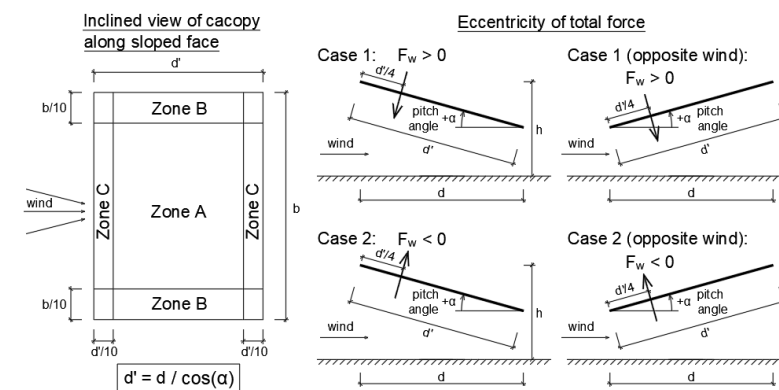 Inclined view of cacopy
along sloped face
d'
b/10
Zone B
wind
Zone C
Zone A
Zone C
b
b/10
Zone B
d'/10
d'/10
d' = d / cos(α)
Eccentricity of total force
Case 1: F_w > 0
d'/4
pitch
angle
+α
h
wind
d'
d
Case 1 (opposite wind):
F_w > 0
d'/4
pitch
angle
+α
wind
d'
d
Case 2: F_w < 0
d'/4
pitch
angle
+α
h
wind
d'
d
Case 2 (opposite wind):
F_w < 0
d'/4
pitch
angle
+α
wind
d'
d